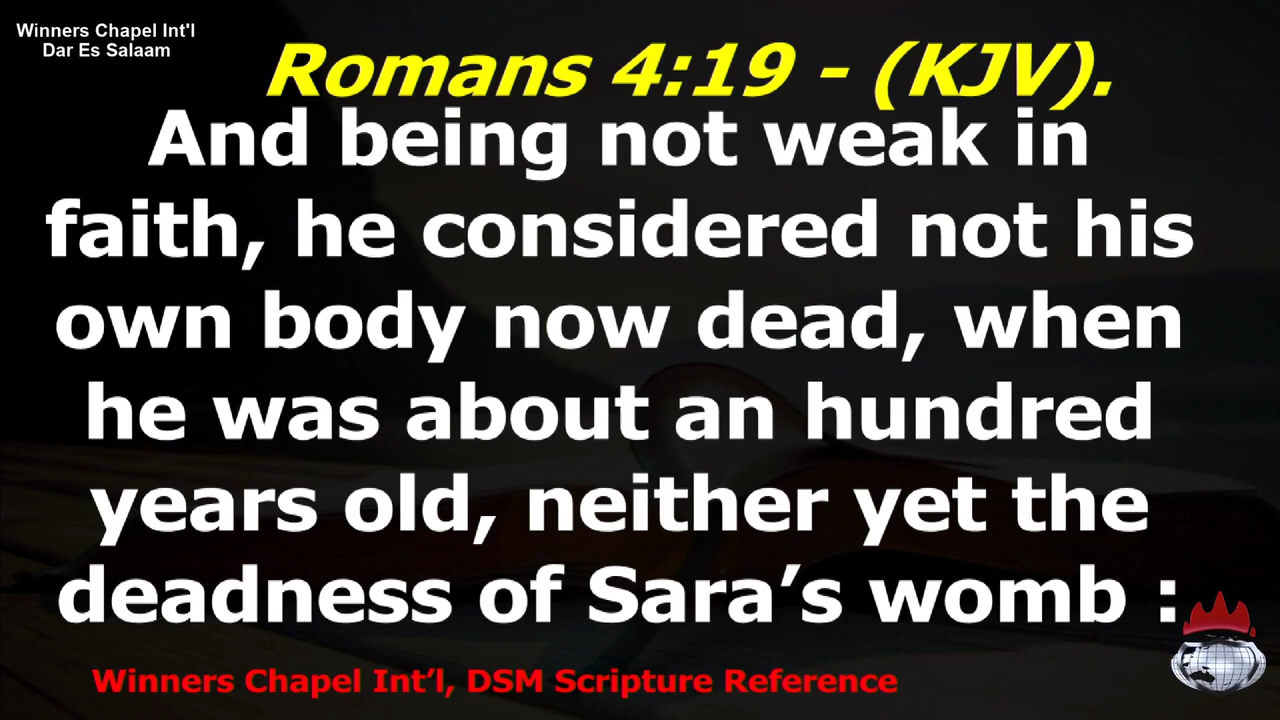 Winners Chapel Int'l
Dar Es Salaam
Romans 4:19 - (KJV).
And being not weak in
faith, he considered not his
own body now dead, when
he was about an hundred
years old, neither yet the
deadness of Sara’s womb :
Winners Chapel Int’l, DSM Scripture Reference